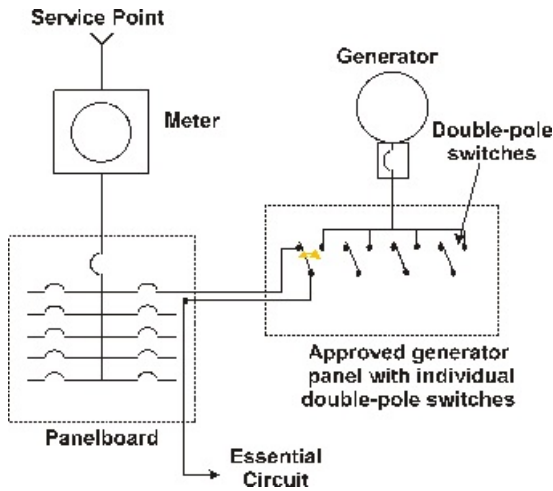 Service Point
Generator
Meter
Double-pole
switches
Approved generator
panel with individual
double-pole switches
Panelboard
Essential
Circuit